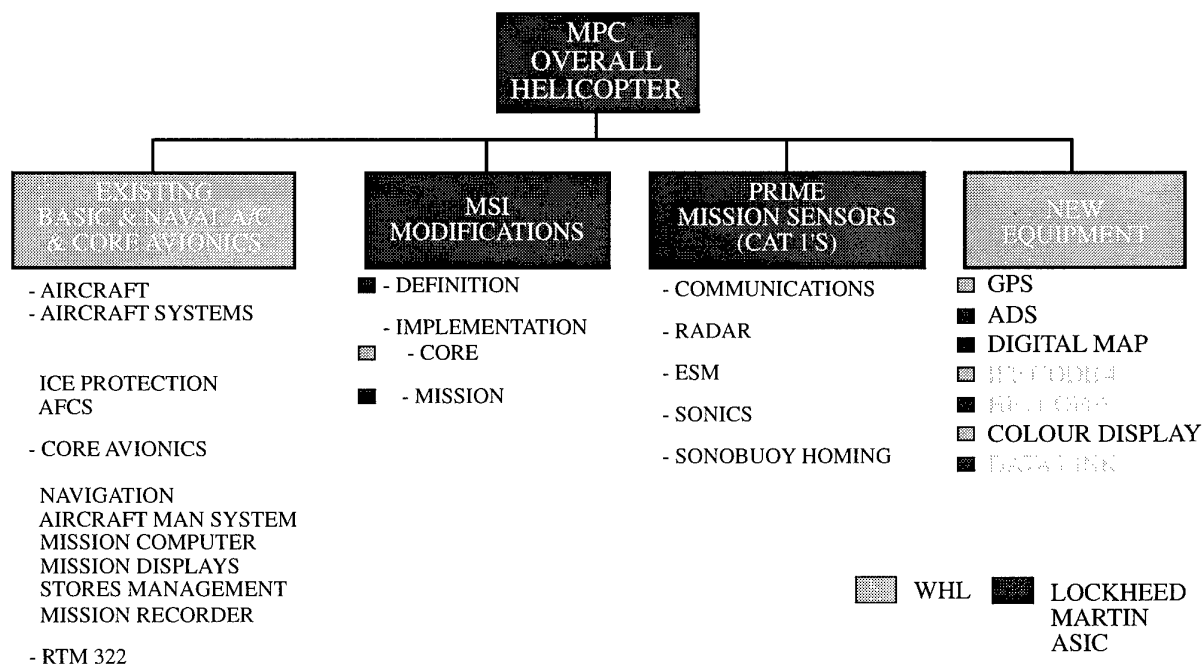 MPC
OVERALL
HELICOPTER
EXISTING
BASIC & NAVAL A/C
& CORE AVIONICS
- AIRCRAFT
- AIRCRAFT SYSTEMS
ICE PROTECTION
AFCS
- CORE AVIONICS
NAVIGATION
AIRCRAFT MAN SYSTEM
MISSION COMPUTER
MISSION DISPLAYS
STORES MANAGEMENT
MISSION RECORDER
- RTM 322
MSI
MODIFICATIONS
- DEFINITION
- IMPLEMENTATION
- CORE
- MISSION
PRIME
MISSION SENSORS
(CAT 1'S)
- COMMUNICATIONS
- RADAR
- ESM
- SONICS
- SONOBUOY HOMING
NEW
EQUIPMENT
GPS
ADS
DIGITAL MAP
COLOUR DISPLAY
DATA LINK
WHL
LOCKHEED
MARTIN
ASIC